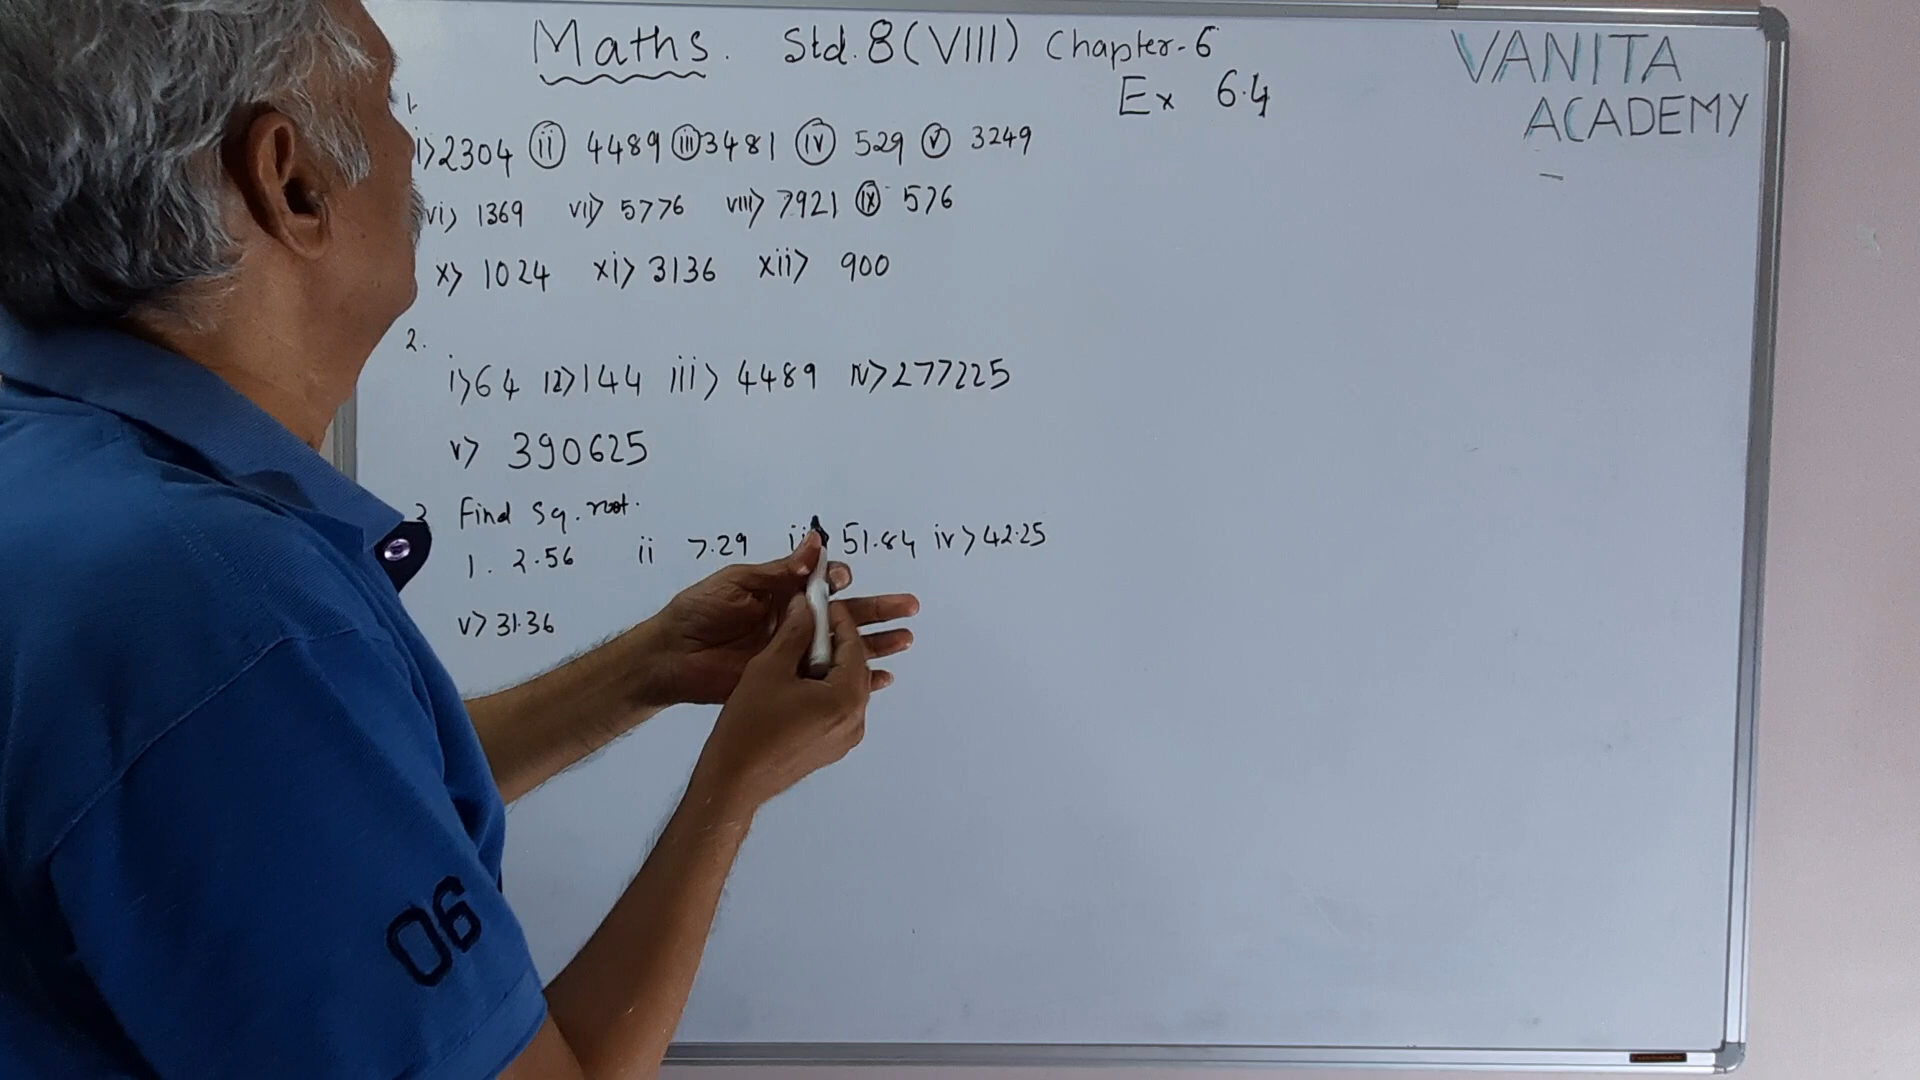 Maths. Std. 8 (VIII) Chapter-6
Ex 6.4
VANITA
ACADEMY
1.
i> 2304 (ii) 4489 (iii) 3481 (iv) 529 (v) 3249
vi> 1369 vii> 5776 viii> 7921 (ix) 576
x> 1024 xi> 3136 xii> 900
2.
i> 64 12> 144 iii> 4489 iv> 277225
v> 390625
3 Find Sq. root.
1. 2.56 ii 7.29 51.84 iv> 42.25
v> 31.36
06